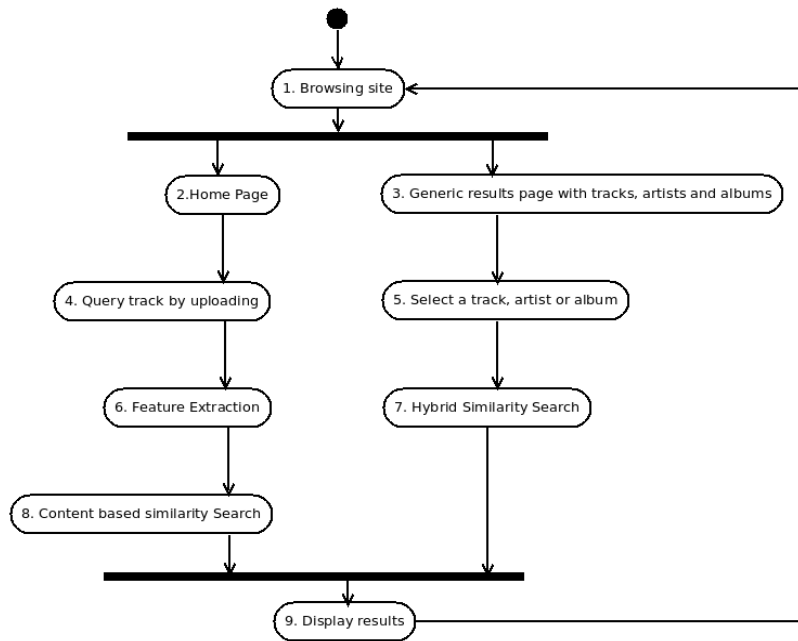 1. Browsing site
2.Home Page
3. Generic results page with tracks, artists and albums
4. Query track by uploading
5. Select a track, artist or album
6. Feature Extraction
7. Hybrid Similarity Search
8. Content based similarity Search
9. Display results